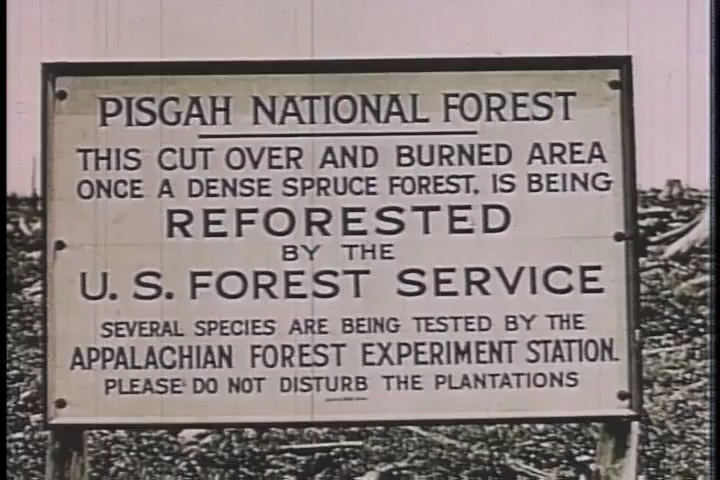 PISGAH NATIONAL FOREST
THIS CUT OVER AND BURNED AREA
ONCE A DENSE SPRUCE FOREST, IS BEING
REFORESTED
BY THE
U. S. FOREST SERVICE
SEVERAL SPECIES ARE BEING TESTED BY THE
APPALACHIAN FOREST EXPERIMENT STATION.
PLEASE DO NOT DISTURB THE PLANTATIONS